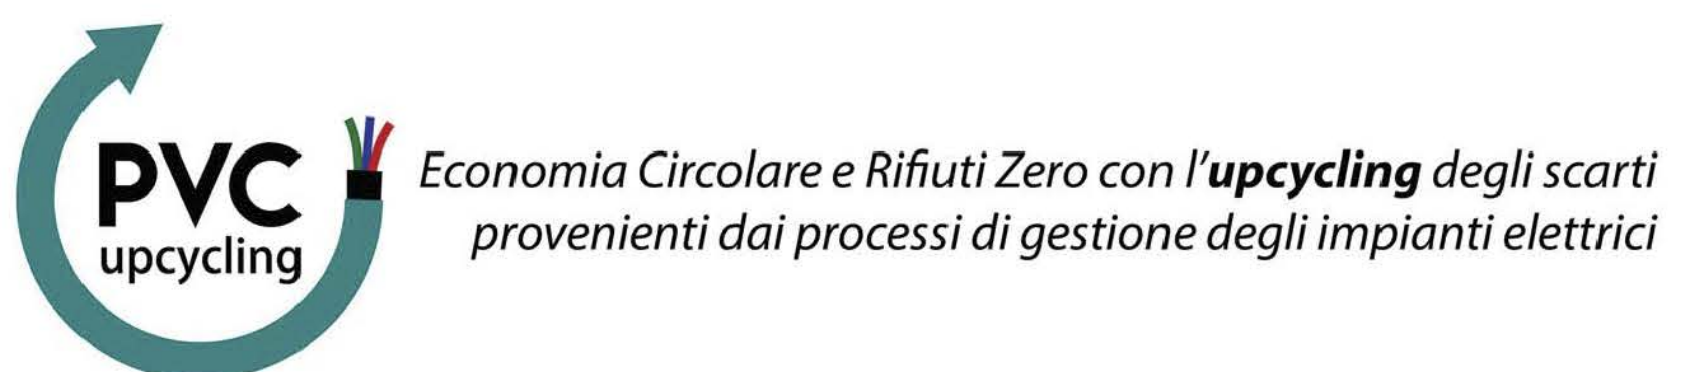 PVC
upcycling
Economia Circolare e Rifiuti Zero con l'upcycling degli scarti
provenienti dai processi di gestione degli impianti elettrici